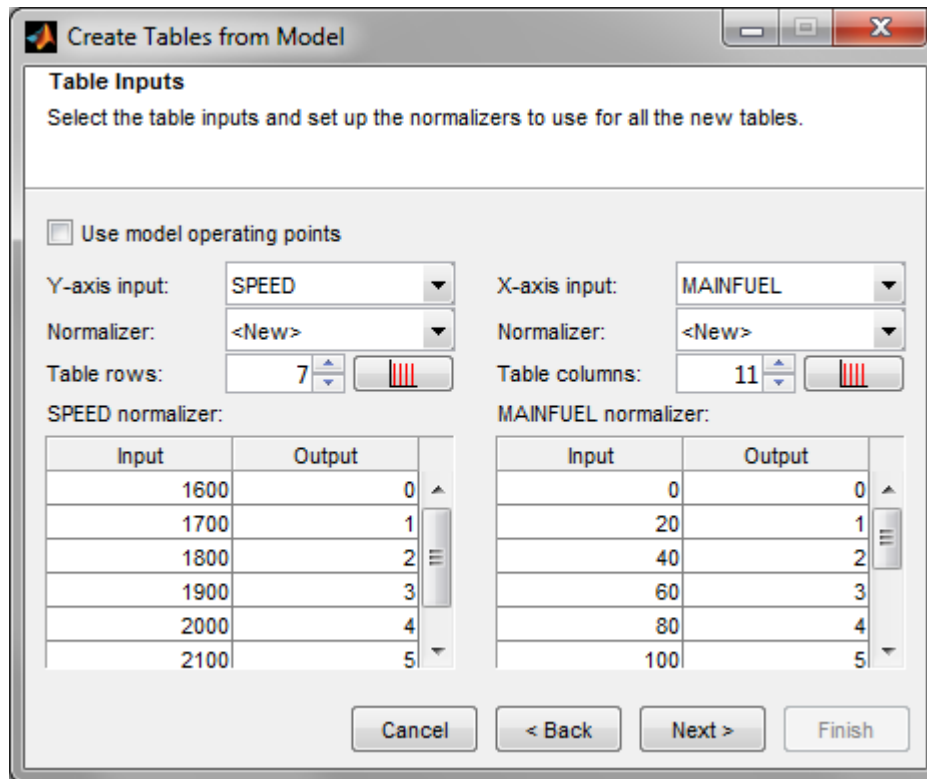 Create Tables from Model
Table Inputs
Select the table inputs and set up the normalizers to use for all the new tables.
Use model operating points
Y-axis input: SPEED X-axis input: MAINFUEL
Normalizer: <New> Normalizer: <New>
Table rows: 7 Table columns: 11
SPEED normalizer: MAINFUEL normalizer:
Input Output Input Output
1600 0 0 0
1700 1 20 1
1800 2 40 2
1900 3 60 3
2000 4 80 4
2100 5 100 5
Cancel < Back Next > Finish